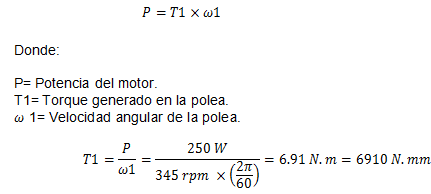 P = T1 × ω1
Donde:
P= Potencia del motor.
T1= Torque generado en la polea.
ω 1= Velocidad angular de la polea.
T1 = P/ω1 = 250 W / 345 rpm × (2π/60) = 6.91 N. m = 6910 N. mm